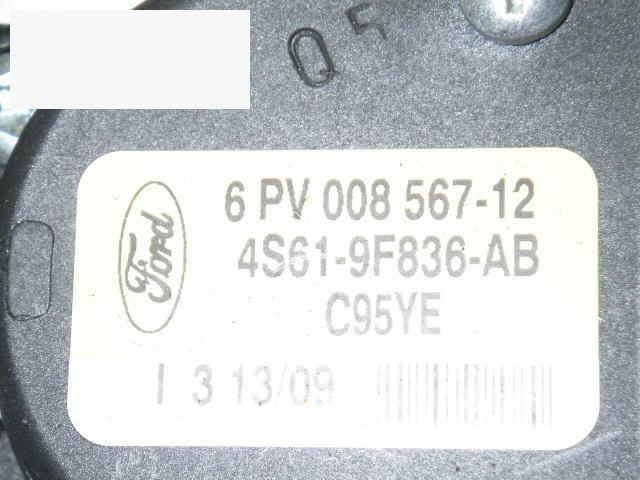 Q5
Ford
6 PV 008 567-12
4S61-9F836-AB
C95YE
I 3 13/09